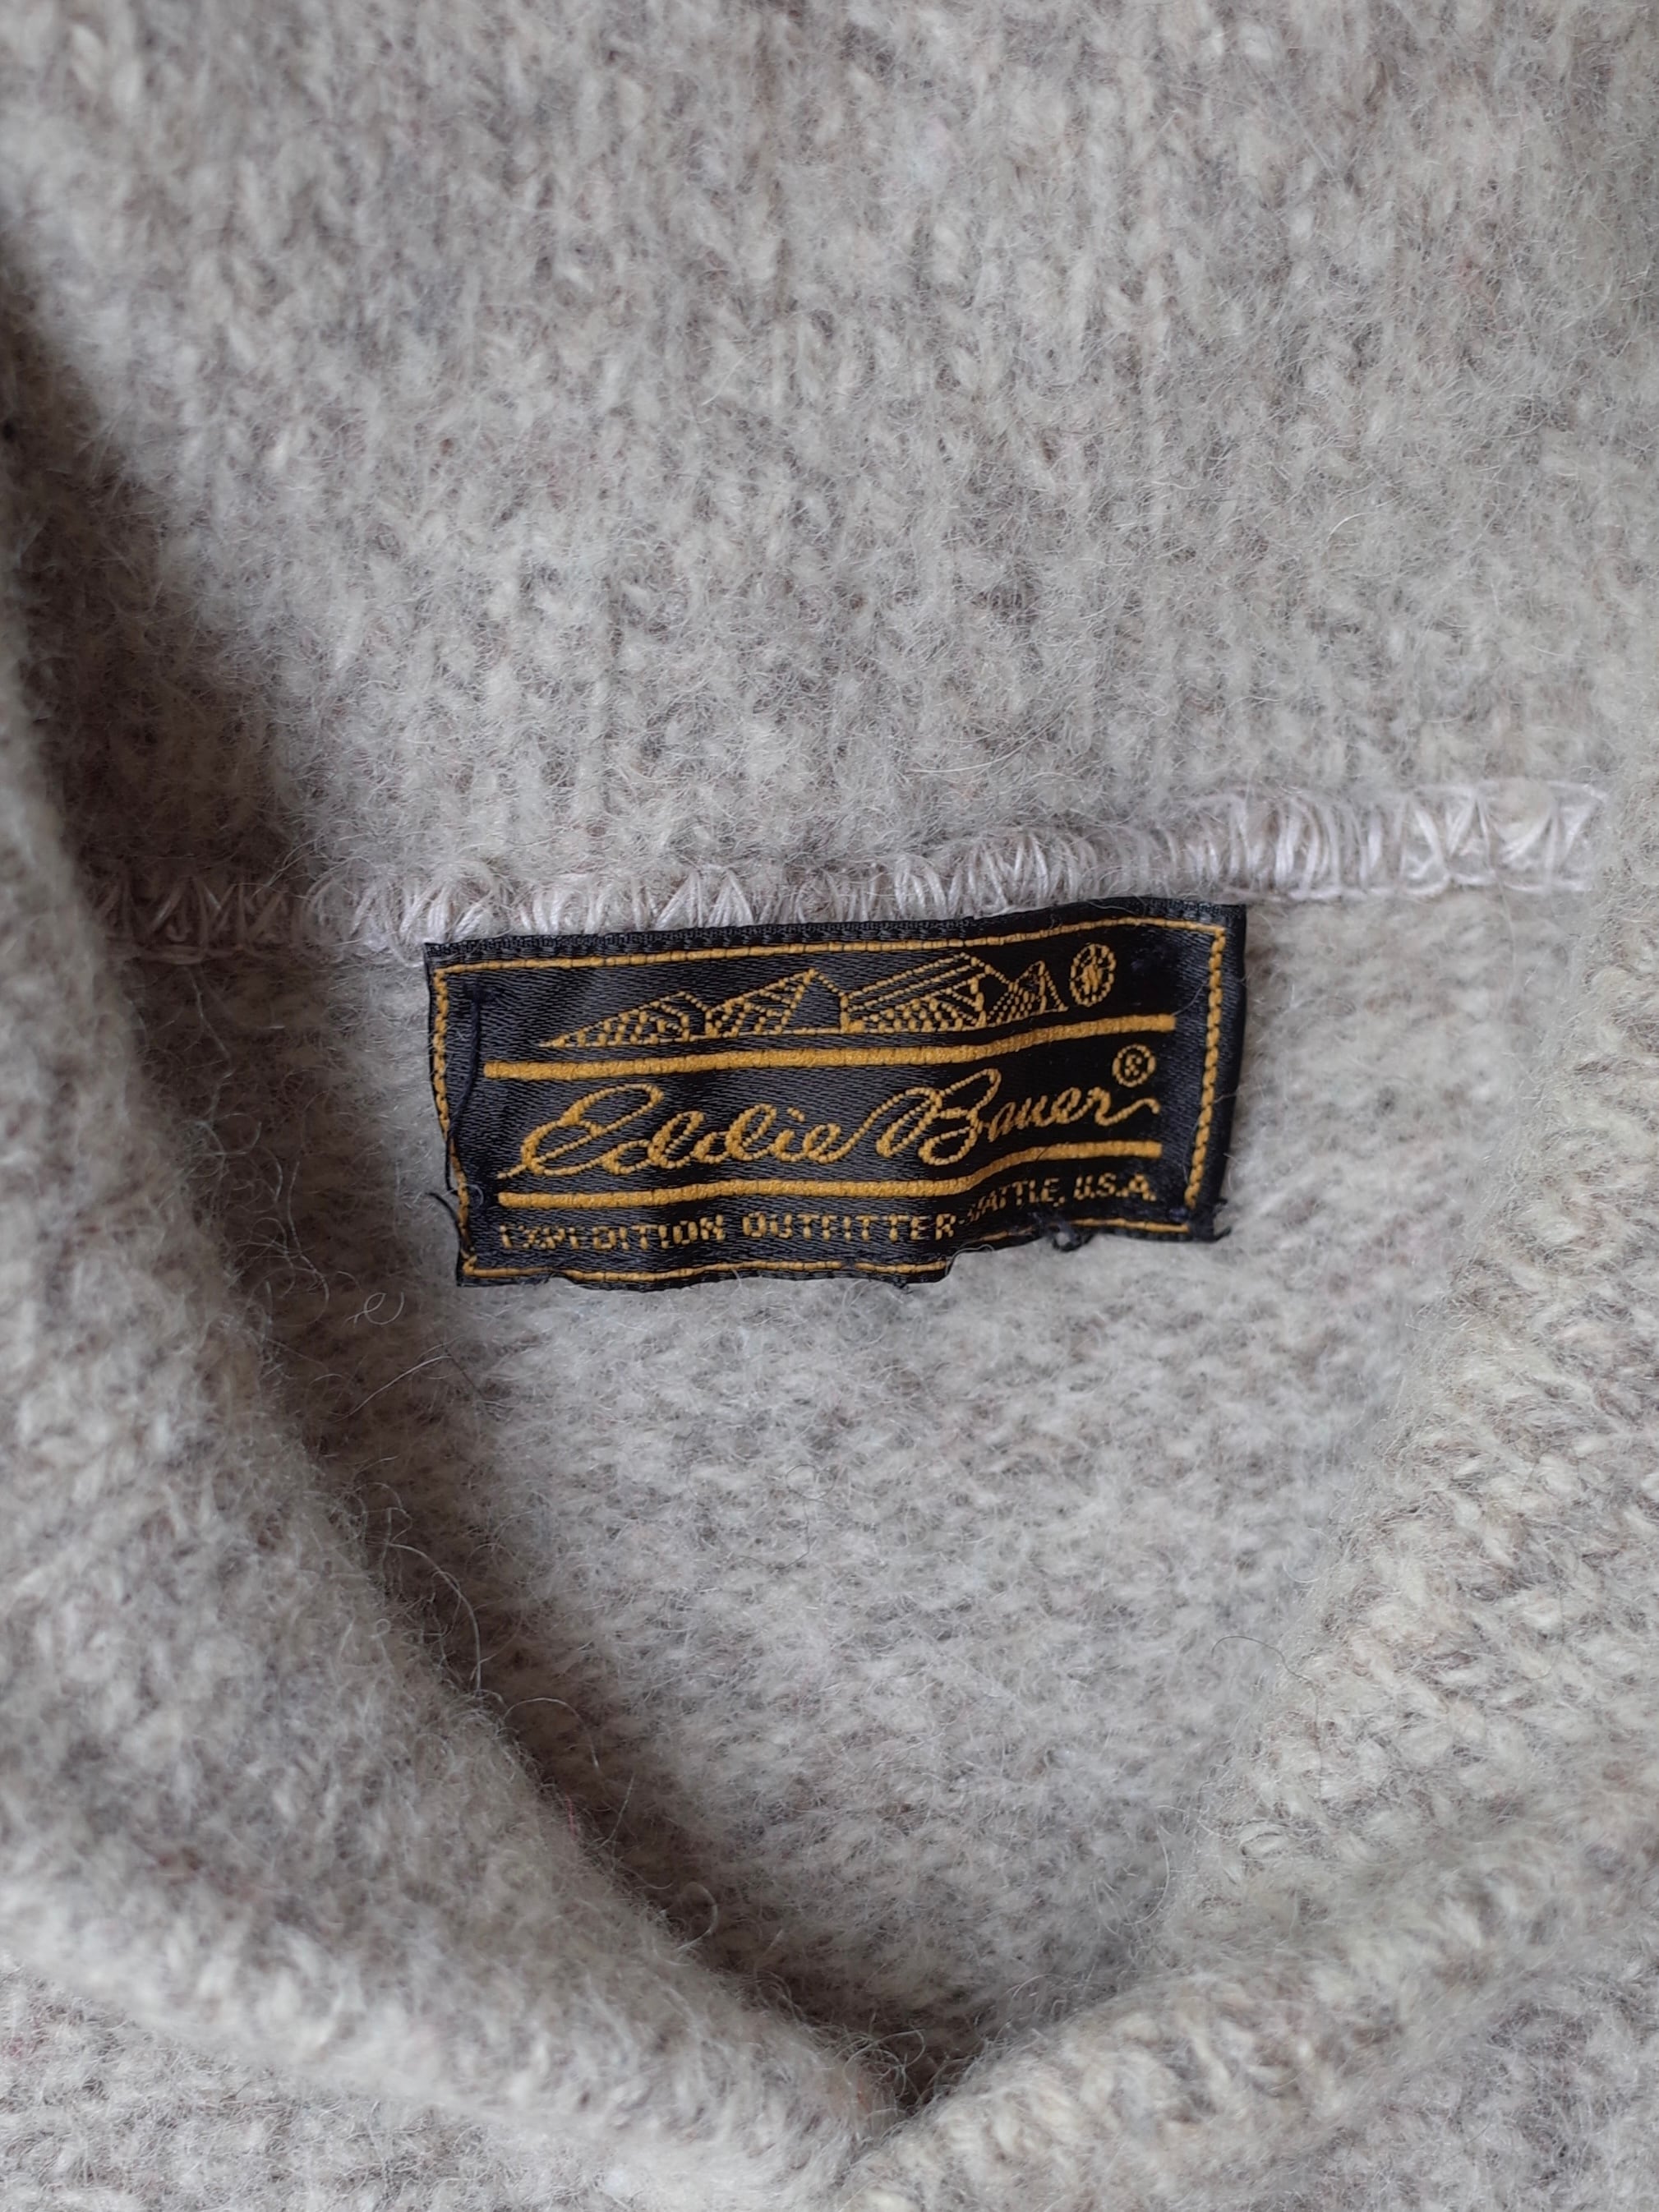 Eddie Bauer®
EXPEDITION OUTFITTER-SEATTLE, U.S.A.